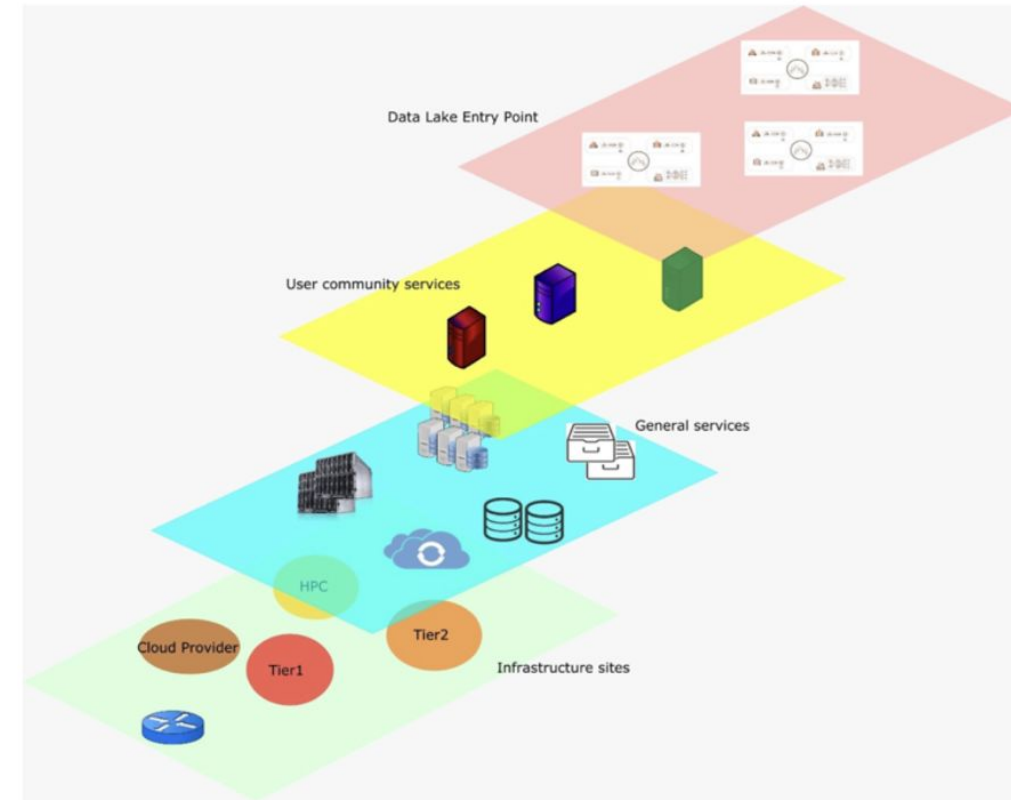 Data Lake Entry Point
User community services
General services
HPC
Cloud Provider
Tier2
Tier1
Infrastructure sites